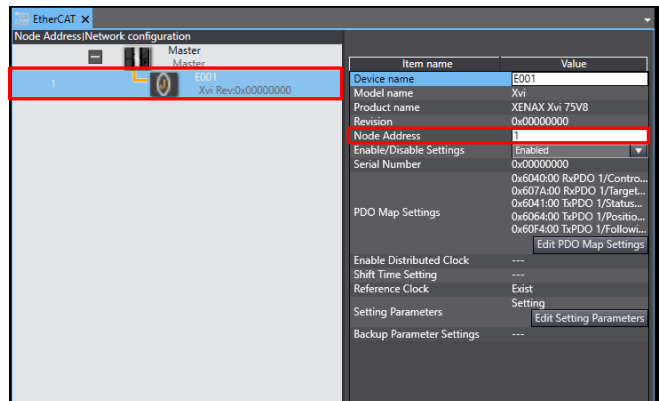 EtherCAT
Node Address|Network configuration
Master
Master
1
E001
Xvi Rev:0x00000000
Item name Value
Device name E001
Model name Xvi
Product name XENAX Xvi 75V8
Revision 0x00000000
Node Address 1
Enable/Disable Settings Enabled
Serial Number 0x00000000
PDO Map Settings
0x6040:00 RxPDO 1/Contro...
0x607A:00 RxPDO 1/Target...
0x6041:00 TxPDO 1/Status...
0x6064:00 TxPDO 1/Positio...
0x60F4:00 TxPDO 1/Followi...
Edit PDO Map Settings
Enable Distributed Clock ---
Shift Time Setting ---
Reference Clock Exist
Setting Parameters Setting
Edit Setting Parameters
Backup Parameter Settings ---